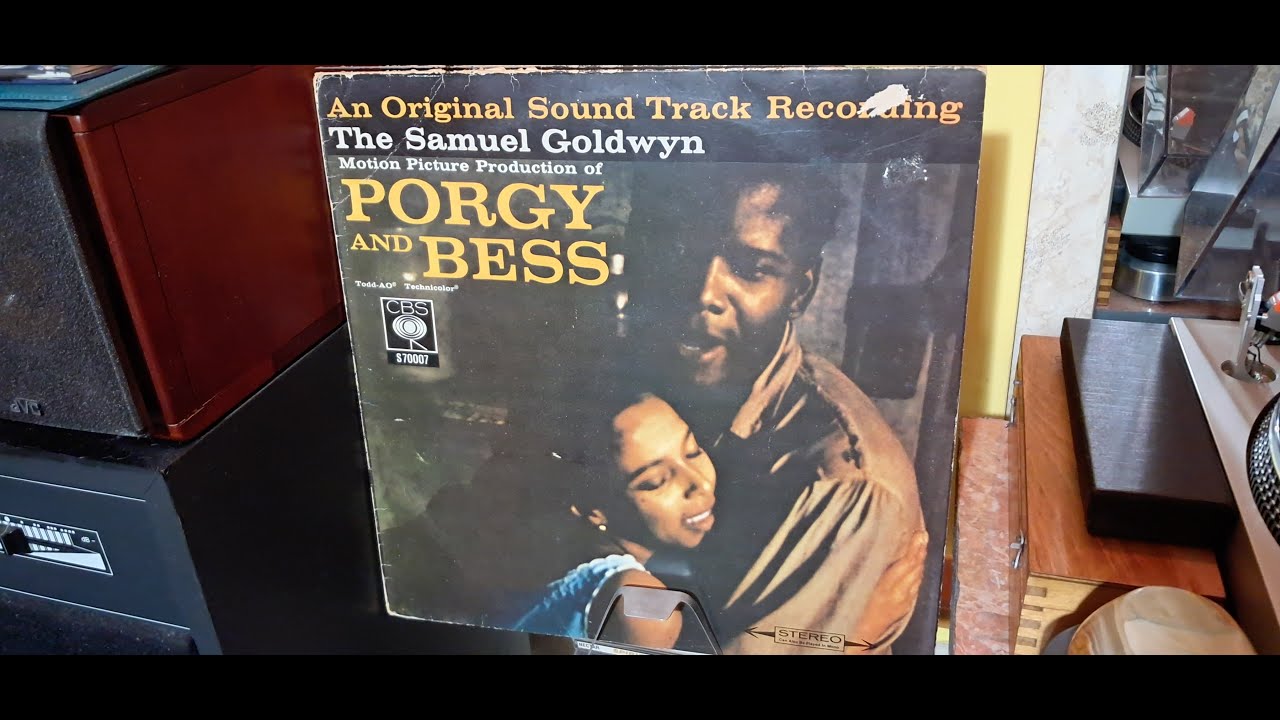 An Original Sound Track Recording
The Samuel Goldwyn
Motion Picture Production of
PORGY
AND BESS
Todd-AO® Technicolor®
CBS
S70007
JVC
STEREO